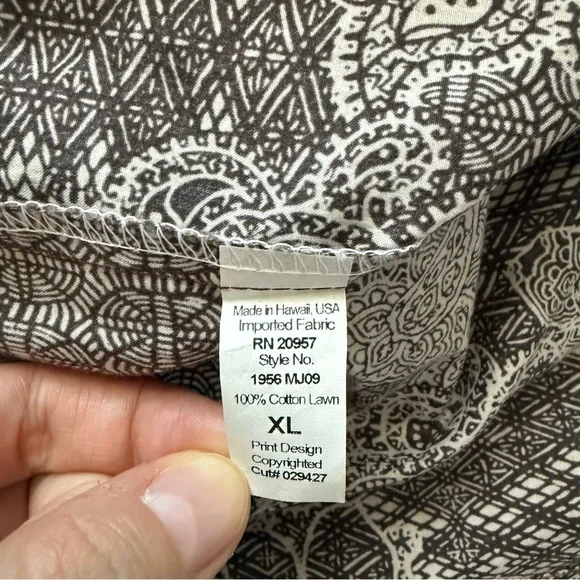 Made in Hawaii, USA
Imported Fabric
RN 20957
Style No.
1956 MJ09
100% Cotton Lawn
XL
Print Design
Copyrighted
Cut# 029427